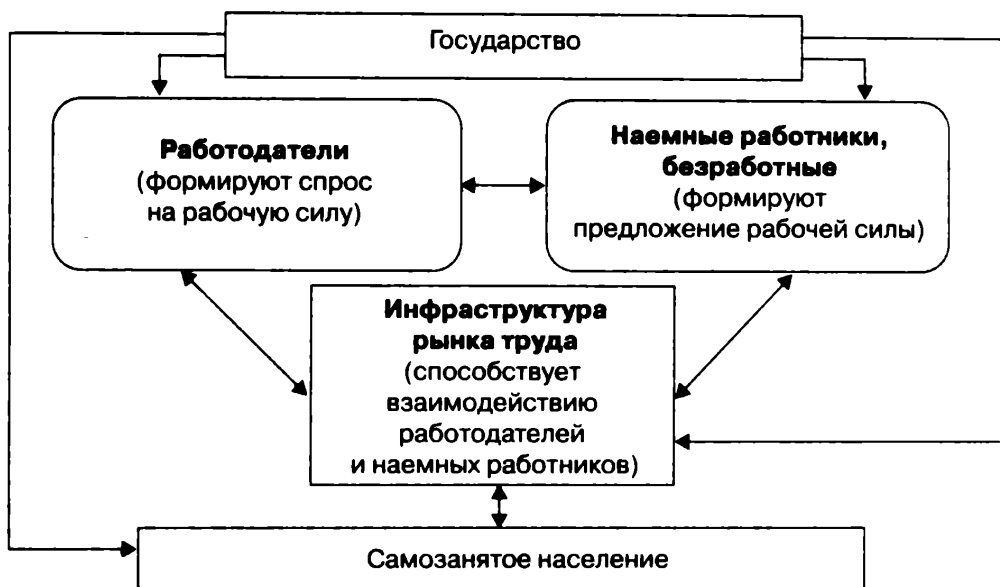 Государство
Работодатели
(формируют спрос
на рабочую силу)
Наемные работники,
безработные
(формируют
предложение рабочей силы)
Инфраструктура
рынка труда
(способствует
взаимодействию
работодателей
и наемных работников)
Самозанятое население